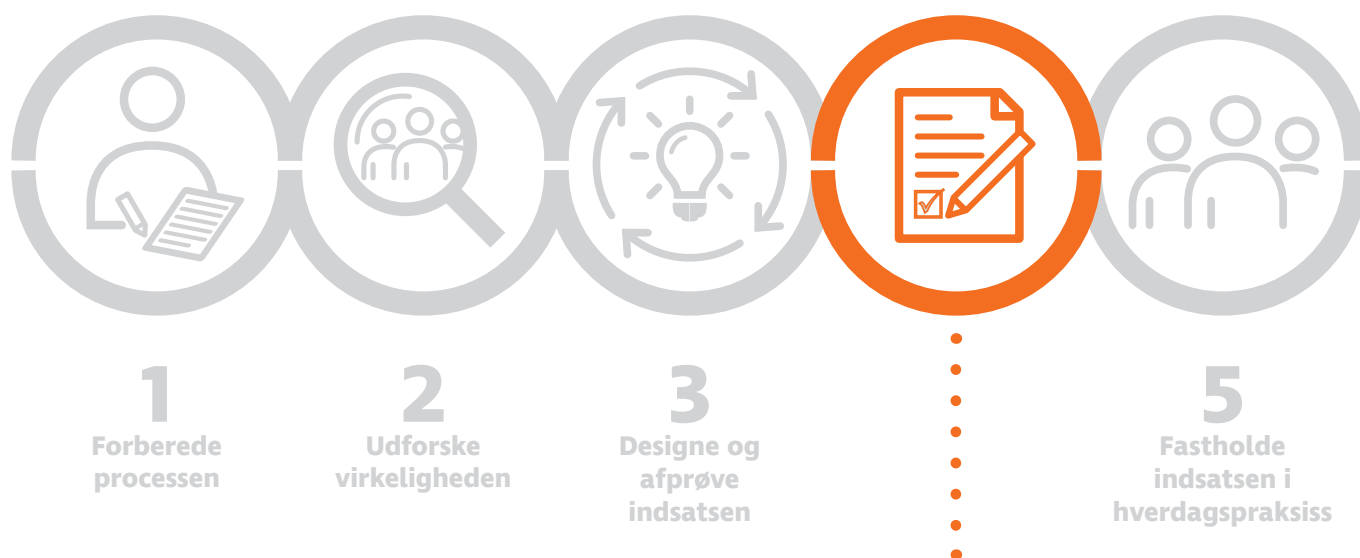 1
Forberede
processen
2
Udforske
virkeligheden
3
Designe og
afprøve
indsatsen
5
Fastholde
indsatsen i
hverdagspraksiss